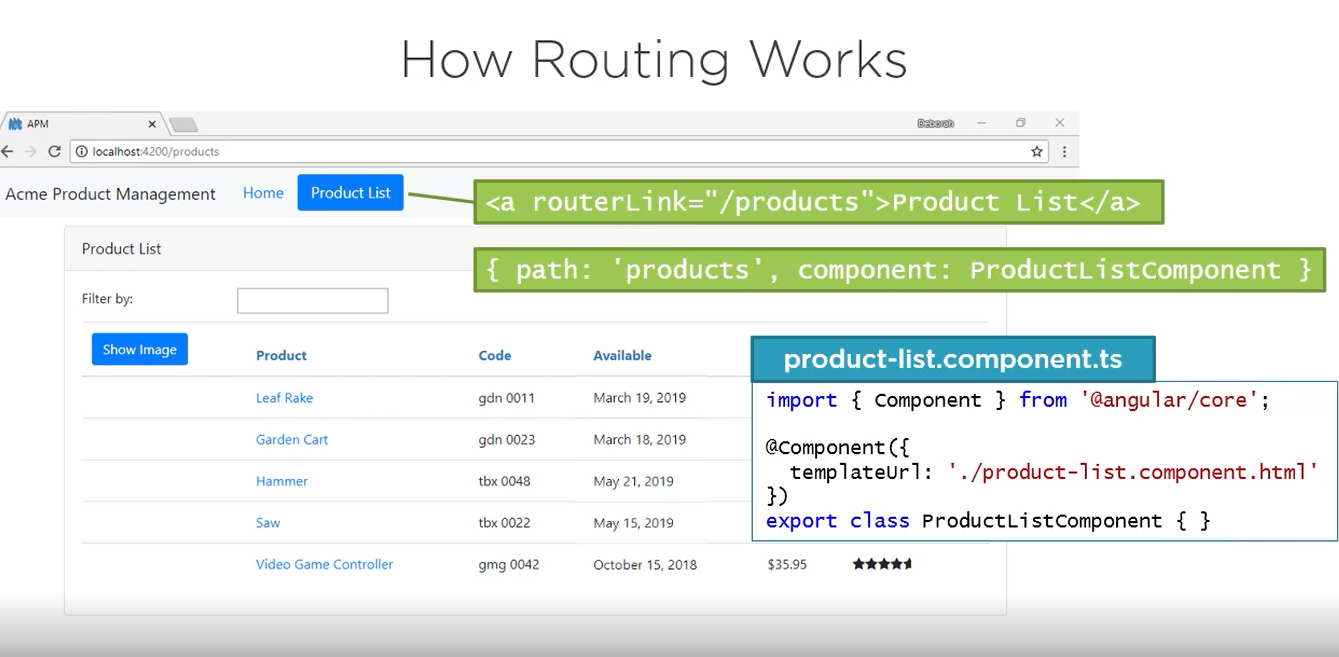 How Routing Works
APM
Deborah
localhost:4200/products
Acme Product Management Home Product List
<a routerLink="/products">Product List</a>
Product List
{ path: 'products', component: ProductListComponent }
Filter by:
Show Image Product Code Available
Leaf Rake gdn 0011 March 19, 2019
Garden Cart gdn 0023 March 18, 2019
Hammer tbx 0048 May 21, 2019
Saw tbx 0022 May 15, 2019
Video Game Controller gmg 0042 October 15, 2018 $35.95
product-list.component.ts
import { Component } from '@angular/core';
@Component({
templateUrl: './product-list.component.html'
})
export class ProductListComponent { }